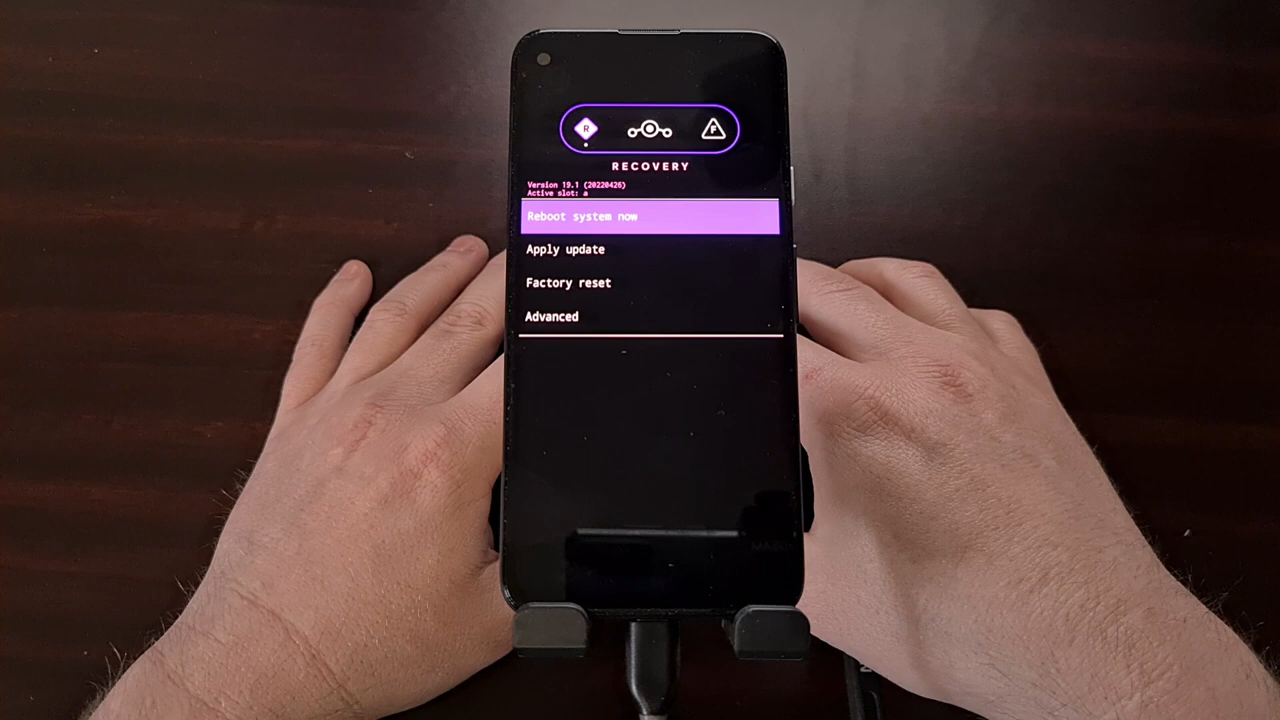 R
F
RECOVERY
Version 19.1 (20220426)
Active slot: a
Reboot system now
Apply update
Factory reset
Advanced